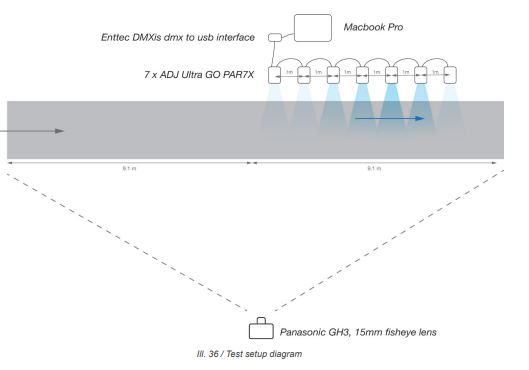 Macbook Pro
Enttec DMXis dmx to usb interface
7 x ADJ Ultra GO PAR7X
1m 1m 1m 1m 1m 1m
9.1 m 9.1 m
Panasonic GH3, 15mm fisheye lens
Ill. 36 / Test setup diagram